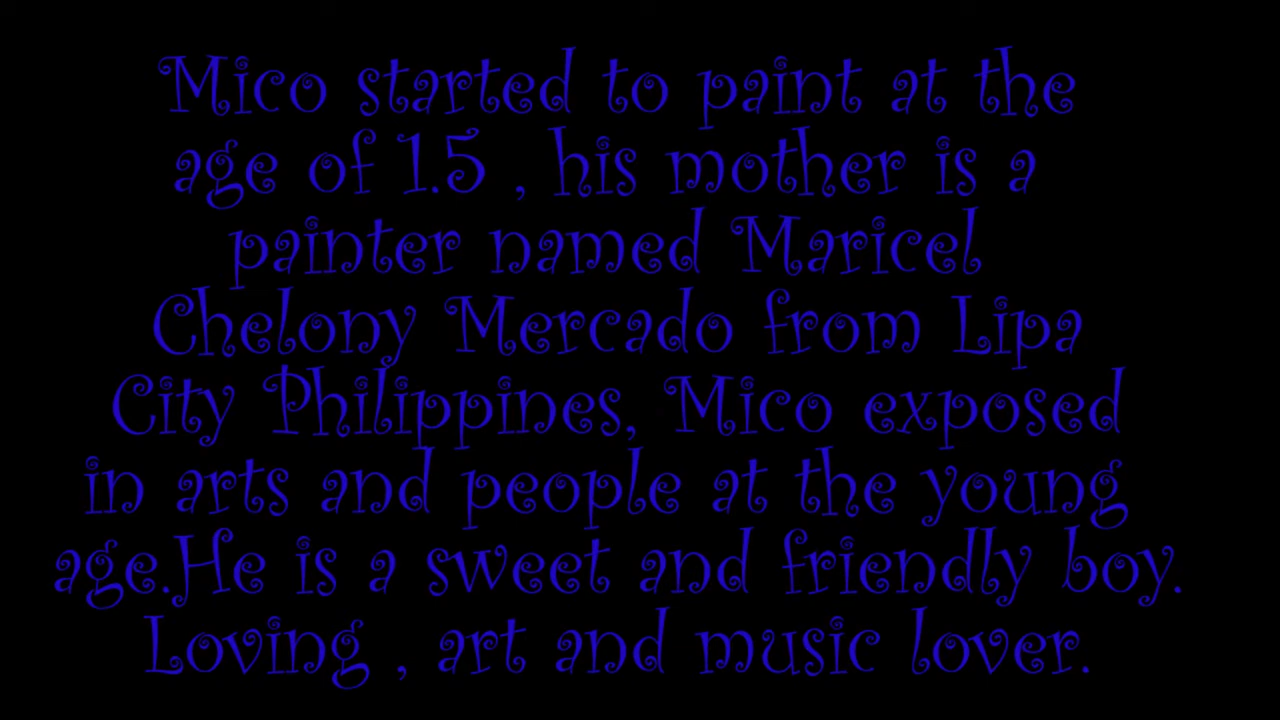 Mico started to paint at the
age of 1.5 , his mother is a
painter named Maricel
Chelony Mercado from Lipa
City Philippines, Mico exposed
in arts and people at the young
age.He is a sweet and friendly boy.
Loving , art and music lover.